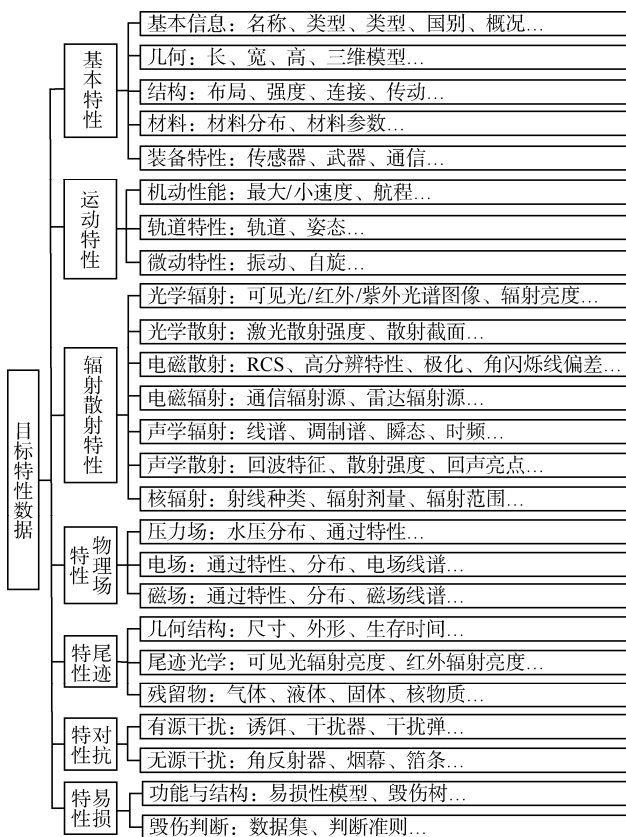 目标特性数据
基本特性
基本信息：名称、类型、类型、国别、概况…
几何：长、宽、高、三维模型…
结构：布局、强度、连接、传动…
材料：材料分布、材料参数…
装备特性：传感器、武器、通信…
运动特性
机动性能：最大/小速度、航程…
轨道特性：轨道、姿态…
微动特性：振动、自旋…
辐射散射特性
光学辐射：可见光/红外/紫外光谱图像、辐射亮度…
光学散射：激光散射强度、散射截面…
电磁散射：RCS、高分辨特性、极化、角闪烁线偏差…
电磁辐射：通信辐射源、雷达辐射源…
声学辐射：线谱、调制谱、瞬态、时频…
声学散射：回波特征、散射强度、回声亮点…
核辐射：射线种类、辐射剂量、辐射范围…
物理场特性
压力场：水压分布、通过特性…
电场：通过特性、分布、电场线谱…
磁场：通过特性、分布、磁场线谱…
尾迹特性
几何结构：尺寸、外形、生存时间…
尾迹光学：可见光辐射亮度、红外辐射亮度…
残留物：气体、液体、固体、核物质…
对抗特性
有源干扰：诱饵、干扰器、干扰弹…
无源干扰：角反射器、烟幕、箔条…
易损特性
功能与结构：易损性模型、毁伤树…
毁伤判断：数据集、判断准则…